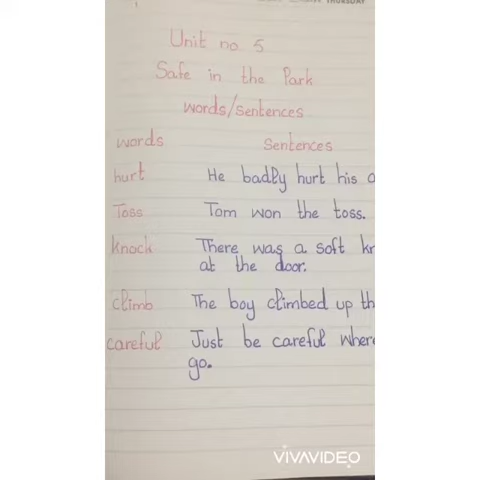 THURSDAY
Unit no 5
Safe in the Park
words/sentences
words Sentences
hurt He badly hurt his
Toss Tom won the toss.
knock There was a soft
at the door.
climb The boy climbed up
careful Just be careful where
go.
VIVAVIDEO